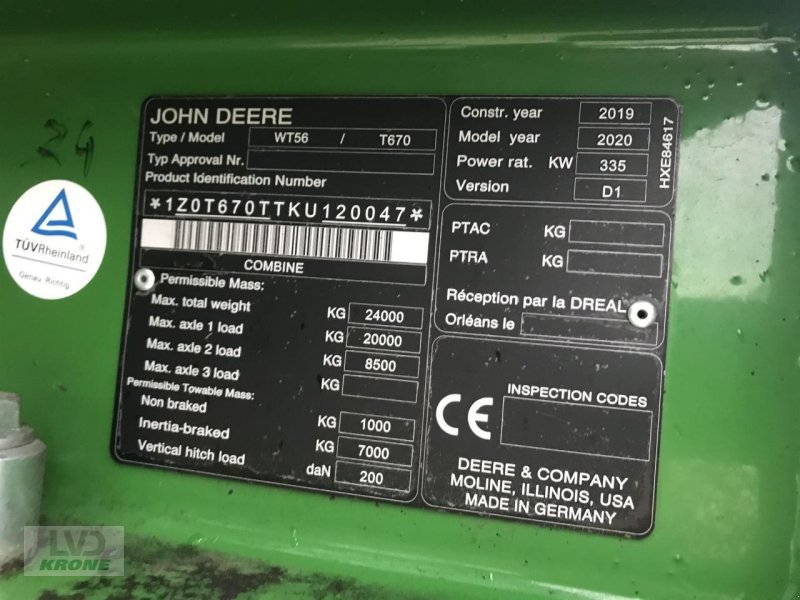 JOHN DEERE
Type / Model WT56 / T670
Typ Approval Nr.
Product Identification Number
*1Z0T670TTKU120047*
COMBINE
Permissible Mass:
Max. total weight KG 24000
Max. axle 1 load KG 20000
Max. axle 2 load KG 8500
Max. axle 3 load KG
Permissible Towable Mass:
Non braked KG 1000
Inertia-braked KG 7000
Vertical hitch load daN 200
Constr. year 2019
Model year 2020
Power rat. KW 335
Version D1
HXE84617
PTAC KG
PTRA KG
Réception par la DREAL
Orléans le
CE
INSPECTION CODES
DEERE & COMPANY
MOLINE, ILLINOIS, USA
MADE IN GERMANY
TÜVRheinland
Genau. Richtig.
24
LVD
KRONE